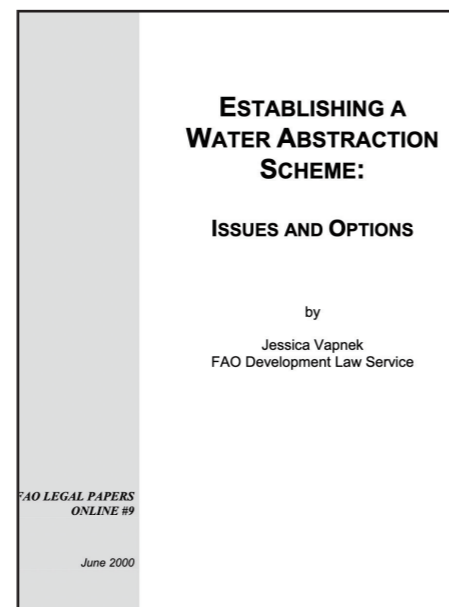 ESTABLISHING A
WATER ABSTRACTION
SCHEME:
ISSUES AND OPTIONS
by
Jessica Vapnek
FAO Development Law Service
FAO LEGAL PAPERS
ONLINE #9
June 2000